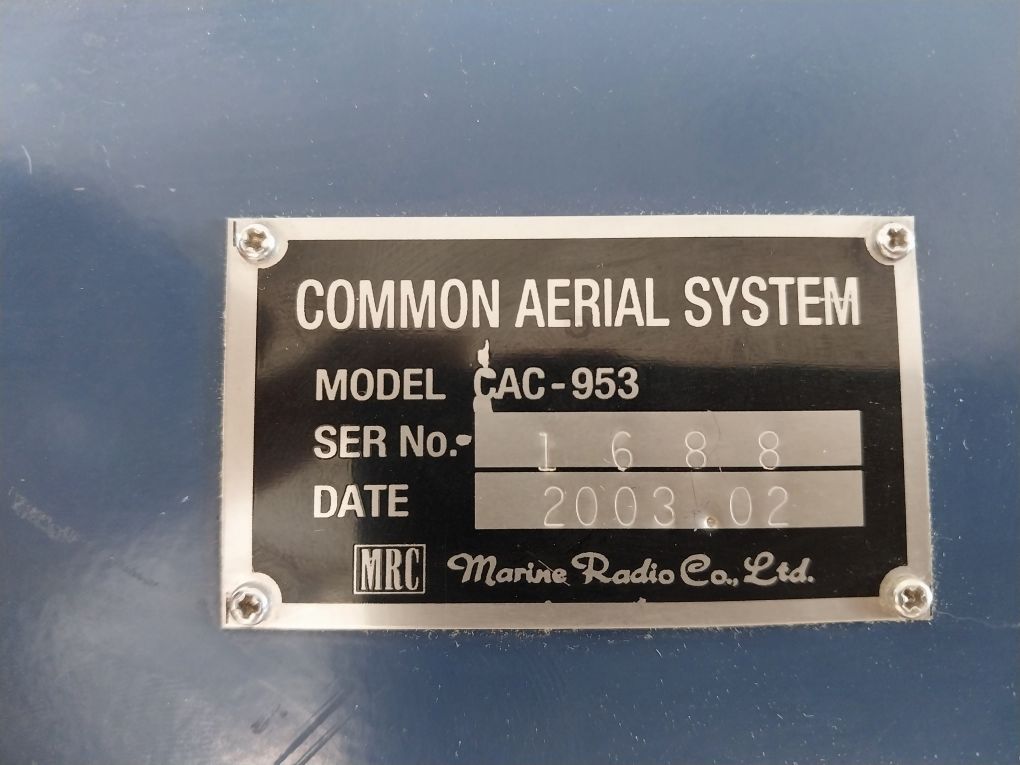 COMMON AERIAL SYSTEM
MODEL CAC-953
SER No. 1688
DATE 2003.02
MRC Marine Radio Co., Ltd.